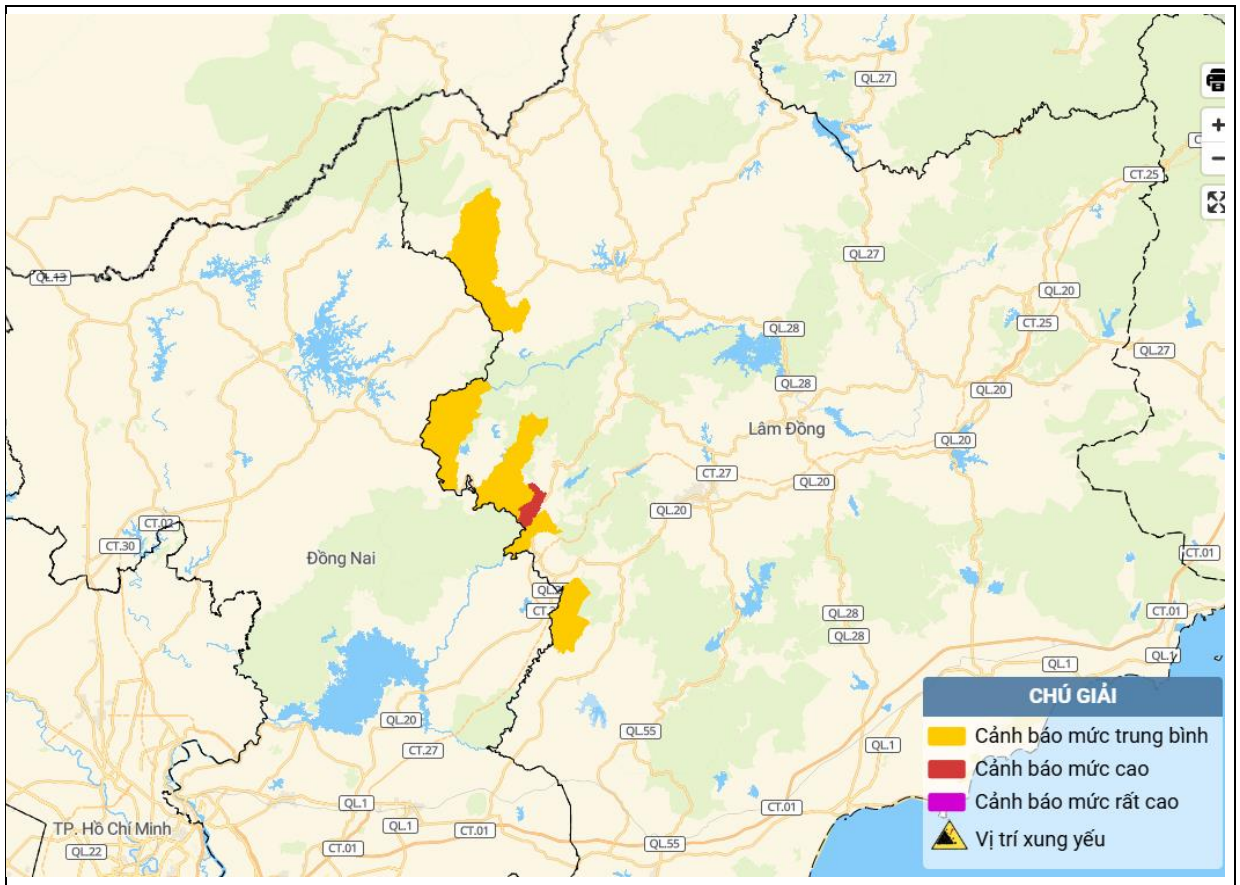 QL.27
CT.25
QL.27
QL.13
QL.20
CT.25
QL.28
QL.27
QL.28
QL.20
Lâm Đồng
QL.20
CT.27
QL.20
QL.20
CT.02
CT.30
Đồng Nai
CT.01
QL.28
CT.01
QL.28
QL.1
QL.1
CHÚ GIẢI
QL.20
QL.55
Cảnh báo mức trung bình
QL.1
CT.27
Cảnh báo mức cao
QL.1
CT.01
Cảnh báo mức rất cao
TP. Hồ Chí Minh
QL.1
CT.01
Vị trí xung yếu
QL.22
CT.01
QL.55